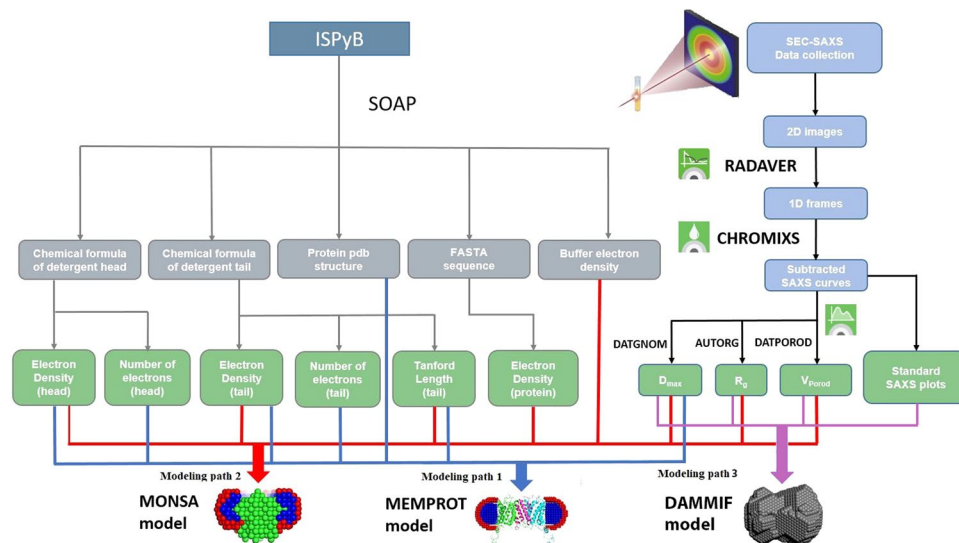 ISPyB
SOAP
SEC-SAXS
Data collection
2D images
RADAVER
1D frames
CHROMIXS
Subtracted
SAXS curves
Chemical formula
of detergent head
Chemical formula
of detergent tail
Protein pdb
structure
FASTA
sequence
Buffer electron
density
DATGNOM
AUTORG
DATPOROD
Electron
Density
(head)
Number of
electrons
(head)
Electron
Density
(tail)
Number of
electrons
(tail)
Tanford
Length
(tail)
Electron
Density
(protein)
Dmax
Rg
VPorod
Standard
SAXS plots
Modeling path 2
MONSA
model
Modeling path 1
MEMPROT
model
Modeling path 3
DAMMIF
model